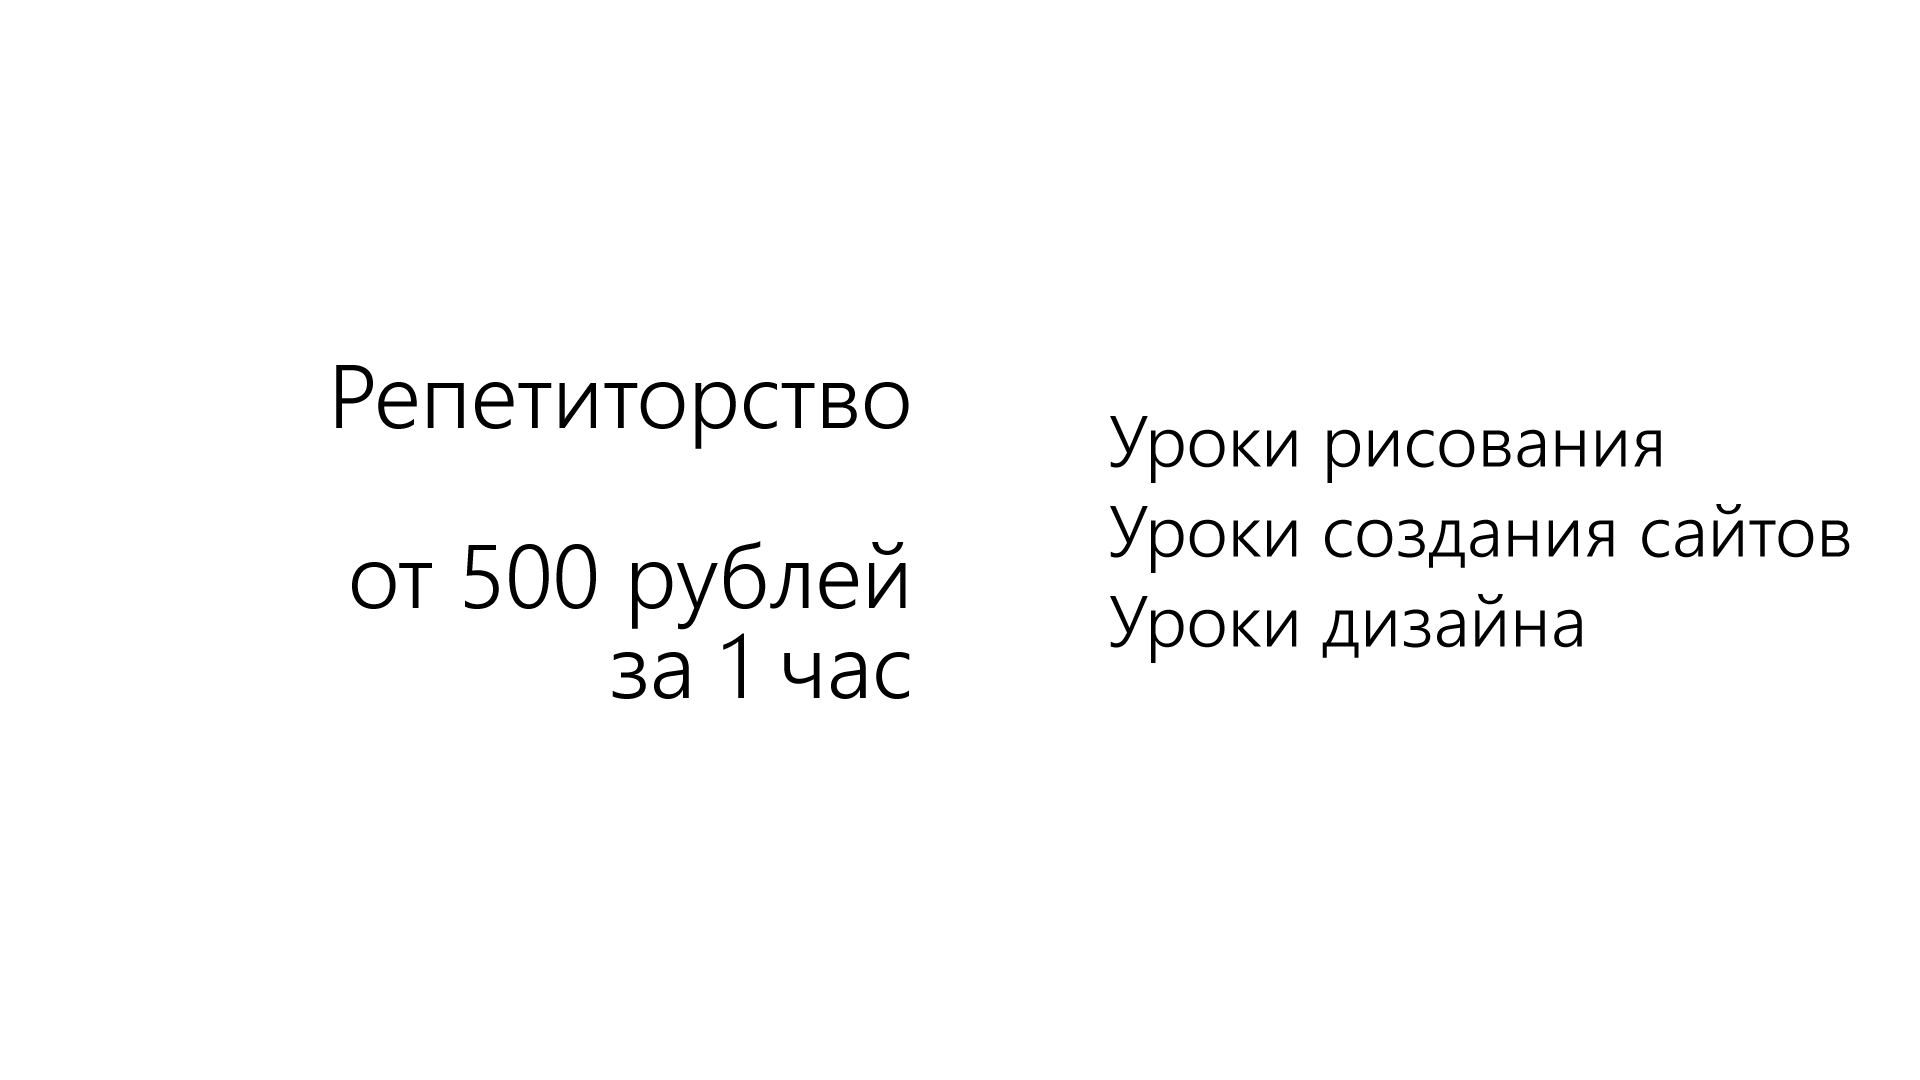 Репетиторство
от 500 рублей
за 1 час
Уроки рисования
Уроки создания сайтов
Уроки дизайна